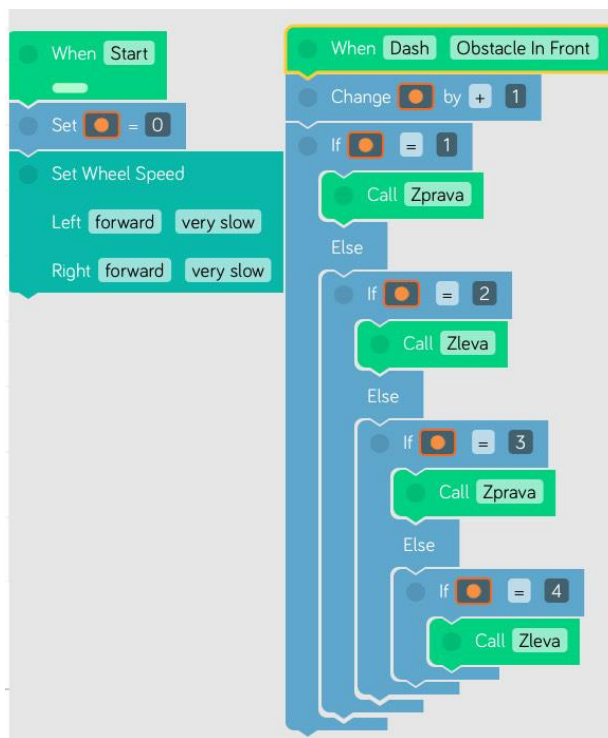 When Start
Set = 0
Set Wheel Speed
Left forward very slow
Right forward very slow
When Dash Obstacle In Front
Change by + 1
If = 1
Call Zprava
Else
If = 2
Call Zleva
Else
If = 3
Call Zprava
Else
If = 4
Call Zleva